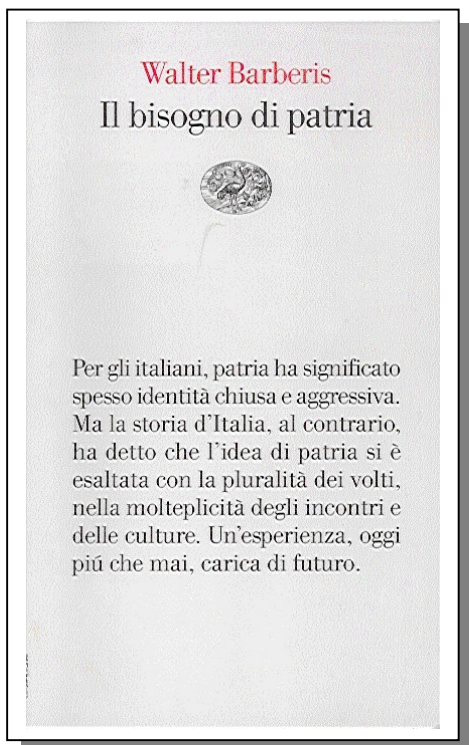 Walter Barberis
Il bisogno di patria
Per gli italiani, patria ha significato
spesso identità chiusa e aggressiva.
Ma la storia d'Italia, al contrario,
ha detto che l'idea di patria si è
esaltata con la pluralità dei volti,
nella molteplicità degli incontri e
delle culture. Un'esperienza, oggi
piú che mai, carica di futuro.